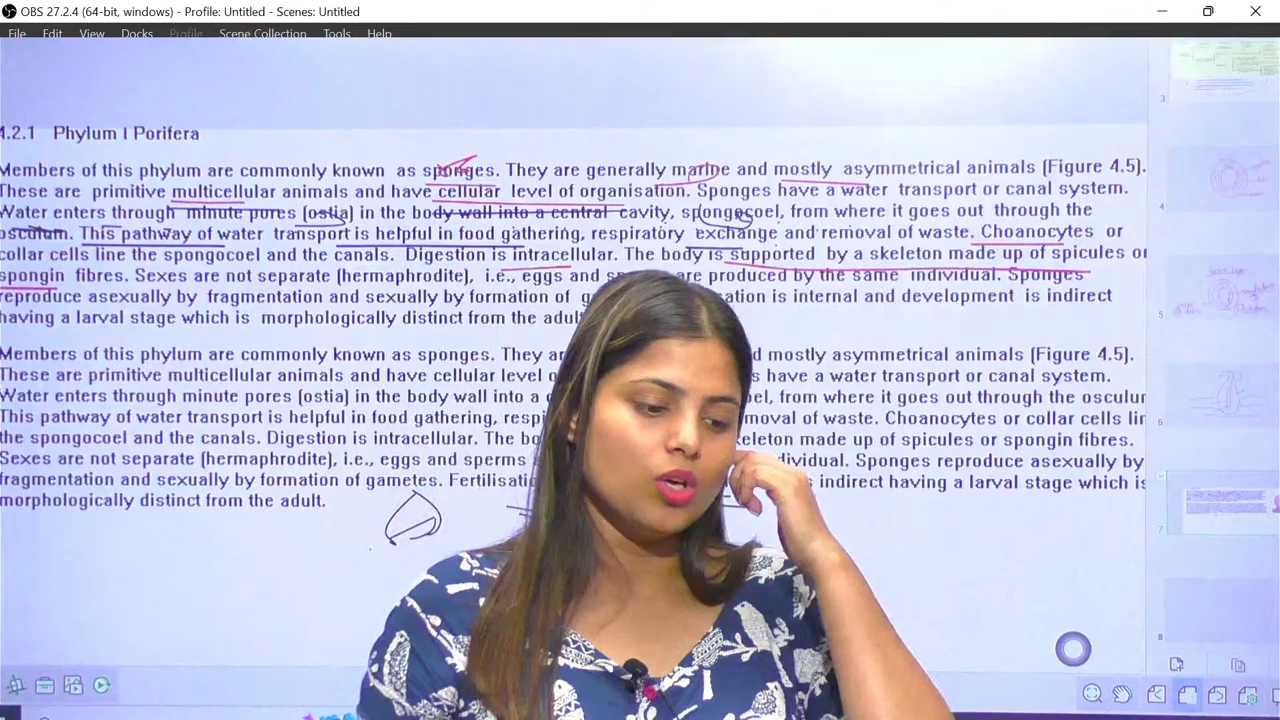 OBS 27.2.4 (64-bit, windows) - Profile: Untitled - Scenes: Untitled
File Edit View Docks Profile Scene Collection Tools Help
4.2.1 Phylum I Porifera
Members of this phylum are commonly known as sponges. They are generally marine and mostly asymmetrical animals (Figure 4.5).
These are primitive multicellular animals and have cellular level of organisation. Sponges have a water transport or canal system.
Water enters through minute pores (ostia) in the body wall into a central cavity, spongocoel, from where it goes out through the
osculum. This pathway of water transport is helpful in food gathering, respiratory exchange and removal of waste. Choanocytes or
collar cells line the spongocoel and the canals. Digestion is intracellular. The body is supported by a skeleton made up of spicules or
spongin fibres. Sexes are not separate (hermaphrodite), i.e., eggs and are produced by the same individual. Sponges
reproduce asexually by fragmentation and sexually by formation of is internal and development is indirect
having a larval stage which is morphologically distinct from the adult
Members of this phylum are commonly known as sponges. They mostly asymmetrical animals (Figure 4.5).
These are primitive multicellular animals and have cellular level have a water transport or canal system.
Water enters through minute pores (ostia) in the body wall into a from where it goes out through the osculum
This pathway of water transport is helpful in food gathering, of waste. Choanocytes or collar cells
the spongocoel and the canals. Digestion is intracellular. The made up of spicules or spongin fibres.
Sexes are not separate (hermaphrodite), i.e., eggs and sperms Sponges reproduce asexually by
fragmentation and sexually by formation of gametes. indirect having a larval stage which is
morphologically distinct from the adult.
3
4
5
6
7
8